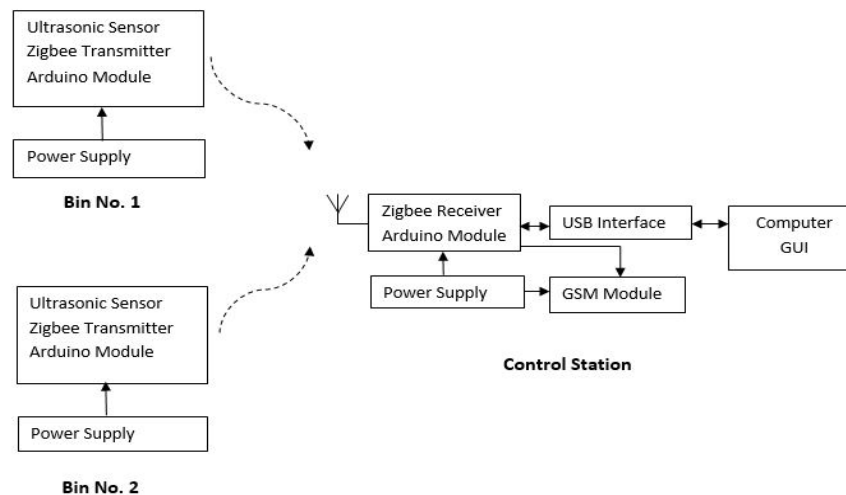 Ultrasonic Sensor
Zigbee Transmitter
Arduino Module
Power Supply
Bin No. 1
Zigbee Receiver
Arduino Module
USB Interface
Computer
GUI
Power Supply
GSM Module
Control Station
Ultrasonic Sensor
Zigbee Transmitter
Arduino Module
Power Supply
Bin No. 2